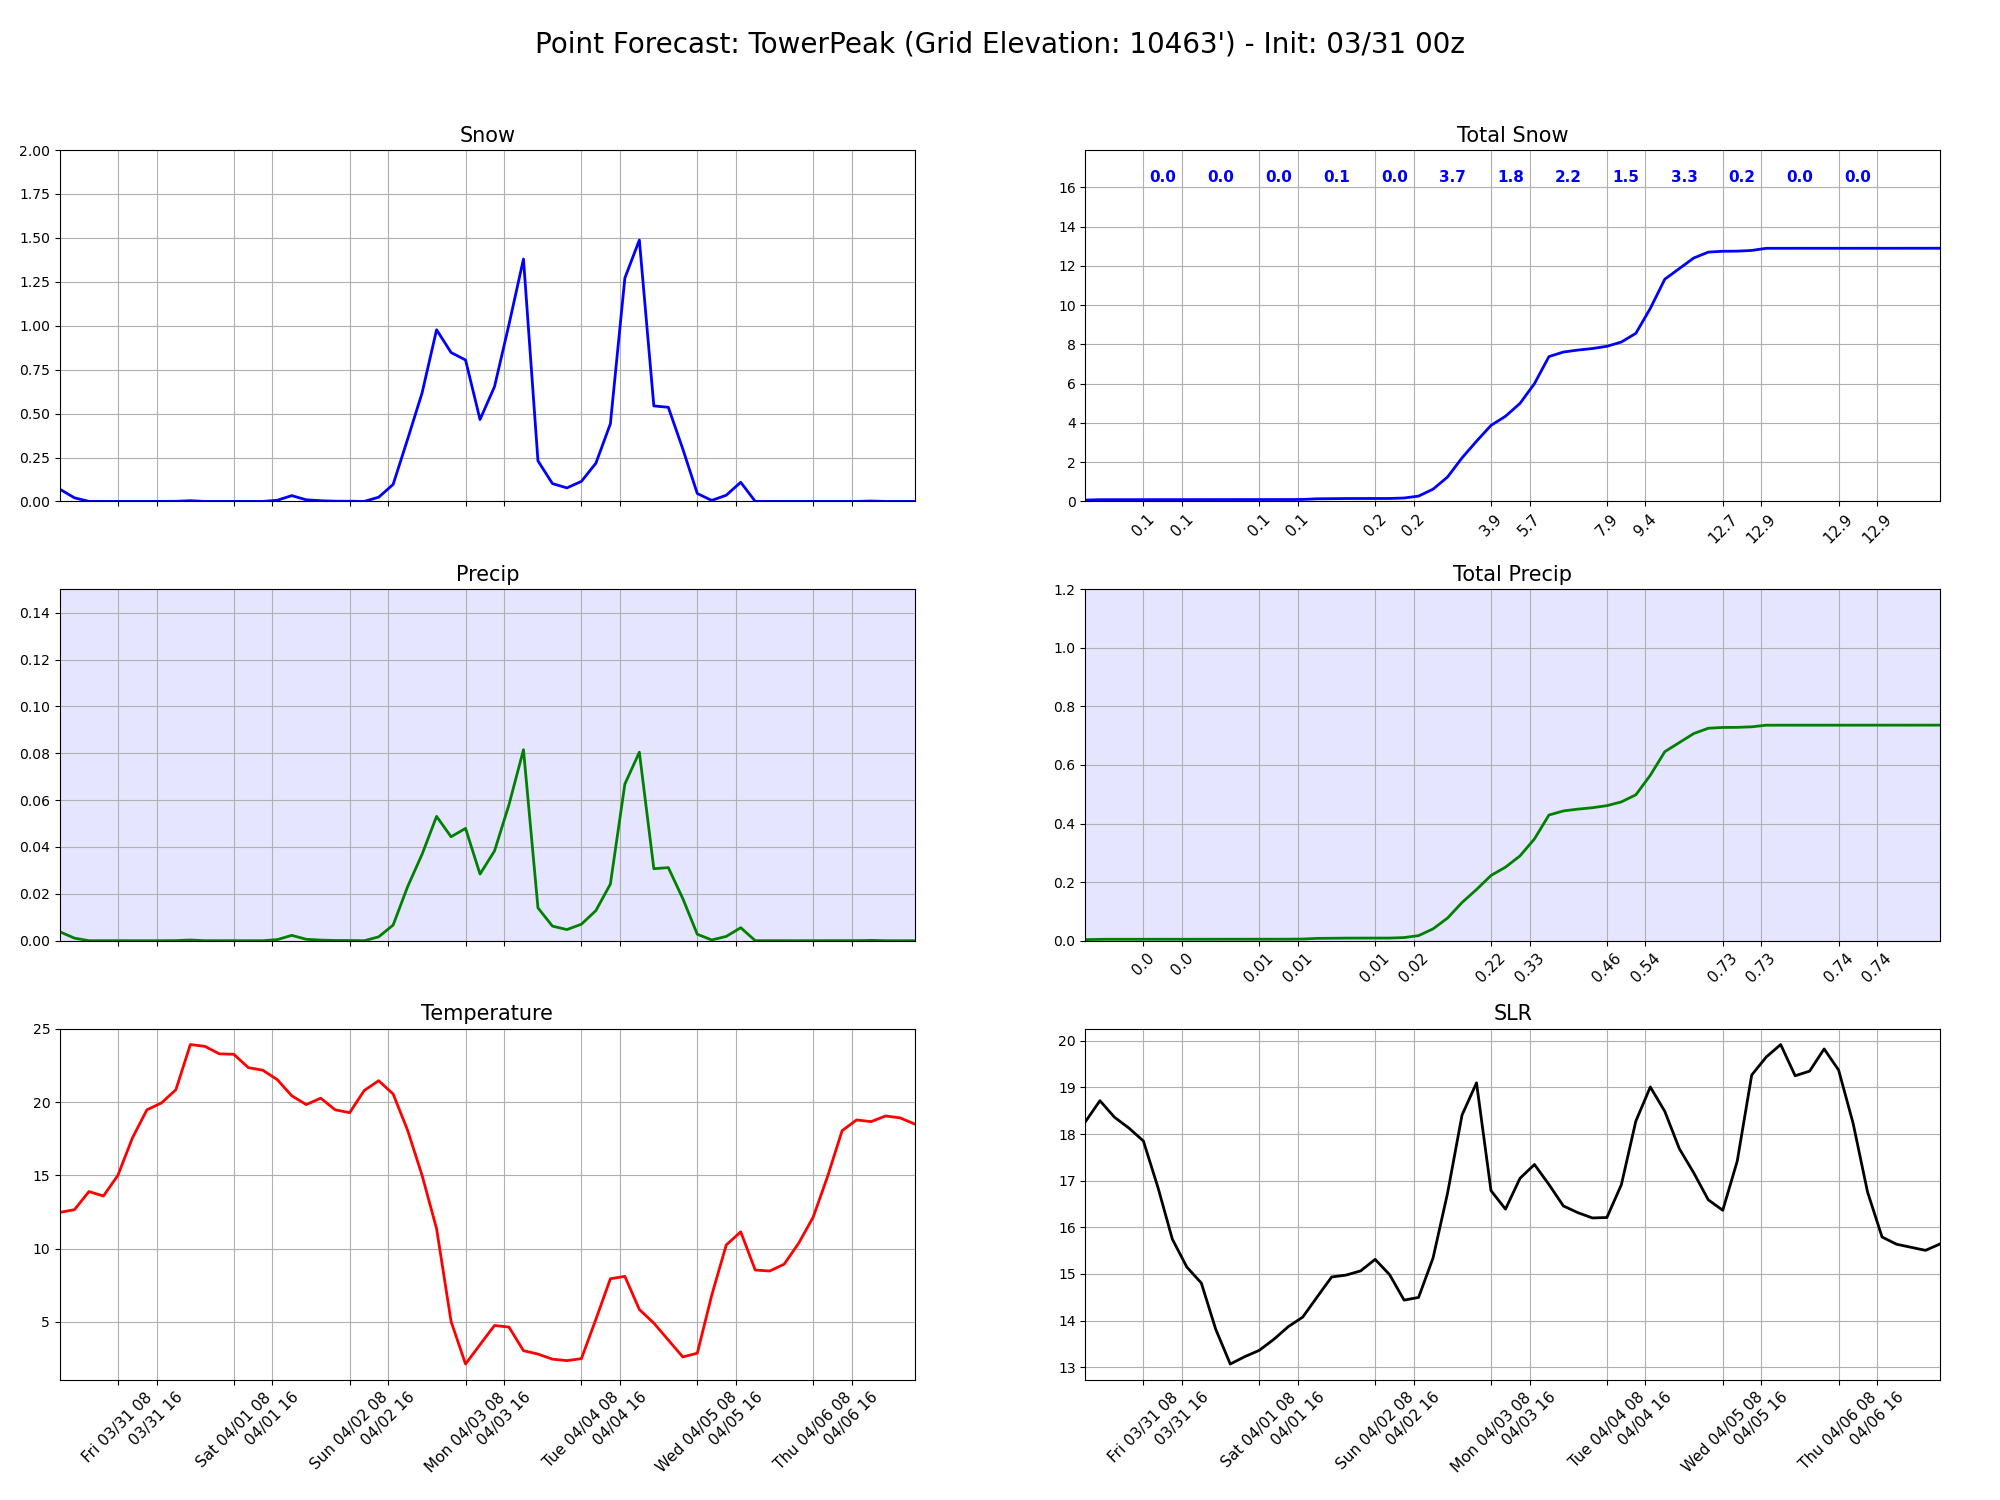 Point Forecast: TowerPeak (Grid Elevation: 10463') - Init: 03/31 00z
Snow
2.00
1.75
1.50
1.25
1.00
0.75
0.50
0.25
0.00
Total Snow
0.0 0.0 0.0 0.1 0.0 3.7 1.8 2.2 1.5 3.3 0.2 0.0 0.0
16
14
12
10
8
6
4
2
0
0.1 0.1 0.1 0.1 0.2 0.2 3.9 5.7 7.9 9.4 12.7 12.9 12.9 12.9
Precip
0.14
0.12
0.10
0.08
0.06
0.04
0.02
0.00
Total Precip
1.2
1.0
0.8
0.6
0.4
0.2
0.0
0.0 0.0 0.01 0.01 0.01 0.02 0.22 0.33 0.46 0.54 0.73 0.73 0.74 0.74
Temperature
25
20
15
10
5
Fri 03/31 08
03/31 16
Sat 04/01 08
04/01 16
Sun 04/02 08
04/02 16
Mon 04/03 08
04/03 16
Tue 04/04 08
04/04 16
Wed 04/05 08
04/05 16
Thu 04/06 08
04/06 16
SLR
20
19
18
17
16
15
14
13
Fri 03/31 08
03/31 16
Sat 04/01 08
04/01 16
Sun 04/02 08
04/02 16
Mon 04/03 08
04/03 16
Tue 04/04 08
04/04 16
Wed 04/05 08
04/05 16
Thu 04/06 08
04/06 16